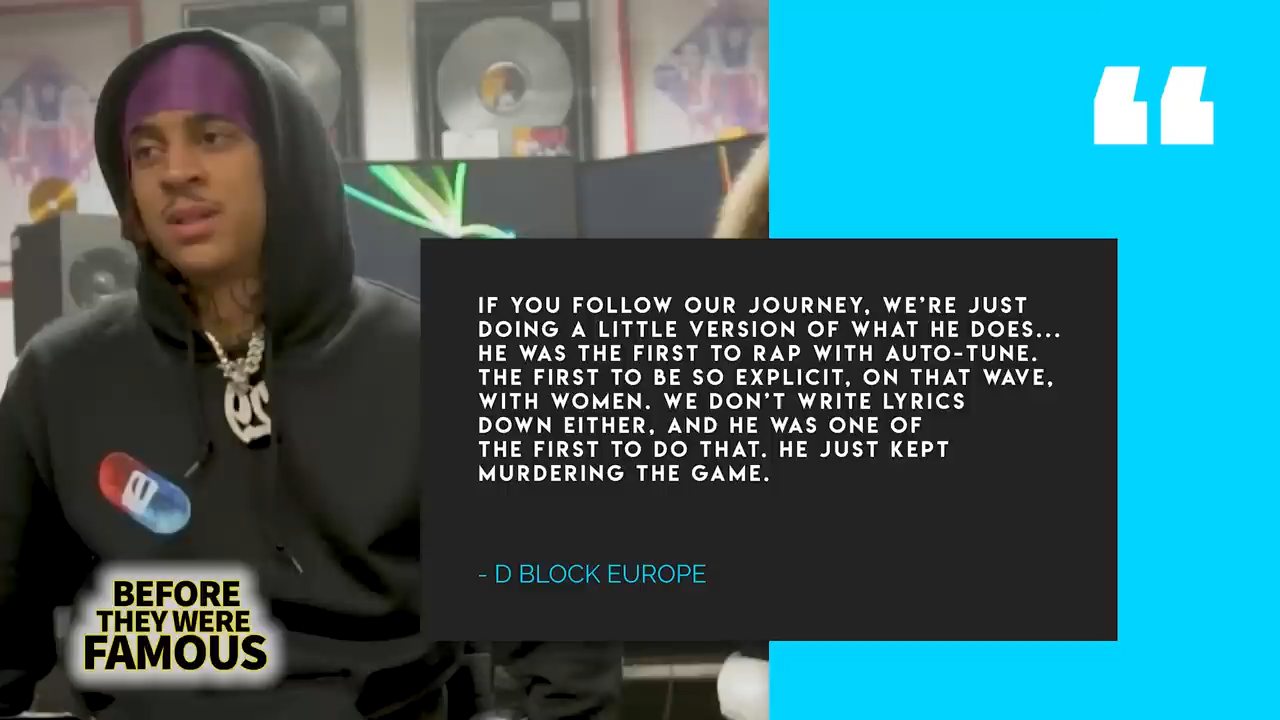 IF YOU FOLLOW OUR JOURNEY, WE'RE JUST
DOING A LITTLE VERSION OF WHAT HE DOES...
HE WAS THE FIRST TO RAP WITH AUTO-TUNE.
THE FIRST TO BE SO EXPLICIT, ON THAT WAVE,
WITH WOMEN. WE DON'T WRITE LYRICS
DOWN EITHER, AND HE WAS ONE OF
THE FIRST TO DO THAT. HE JUST KEPT
MURDERING THE GAME.
- D BLOCK EUROPE
BEFORE
THEY WERE
FAMOUS